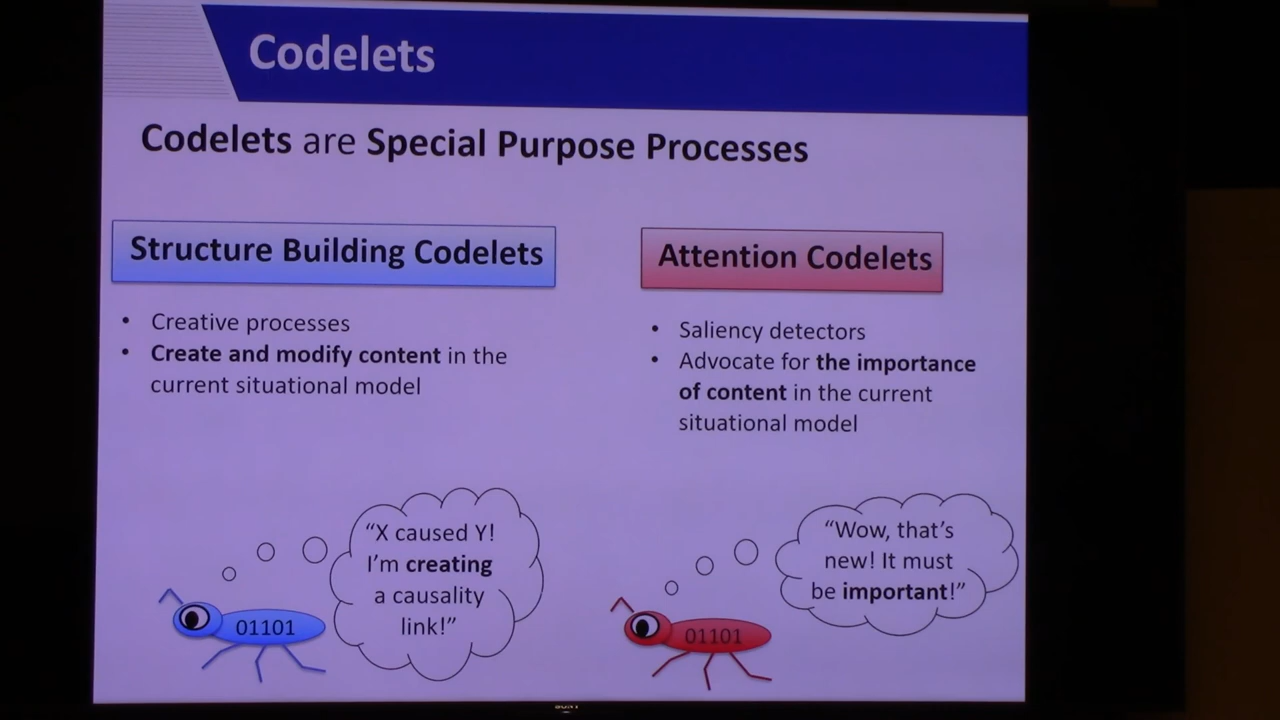 Codelets
Codelets are Special Purpose Processes
Structure Building Codelets
• Creative processes
• Create and modify content in the
current situational model
“X caused Y!
I’m creating
a causality
link!”
01101
Attention Codelets
• Saliency detectors
• Advocate for the importance
of content in the current
situational model
“Wow, that’s
new! It must
be important!”
01101